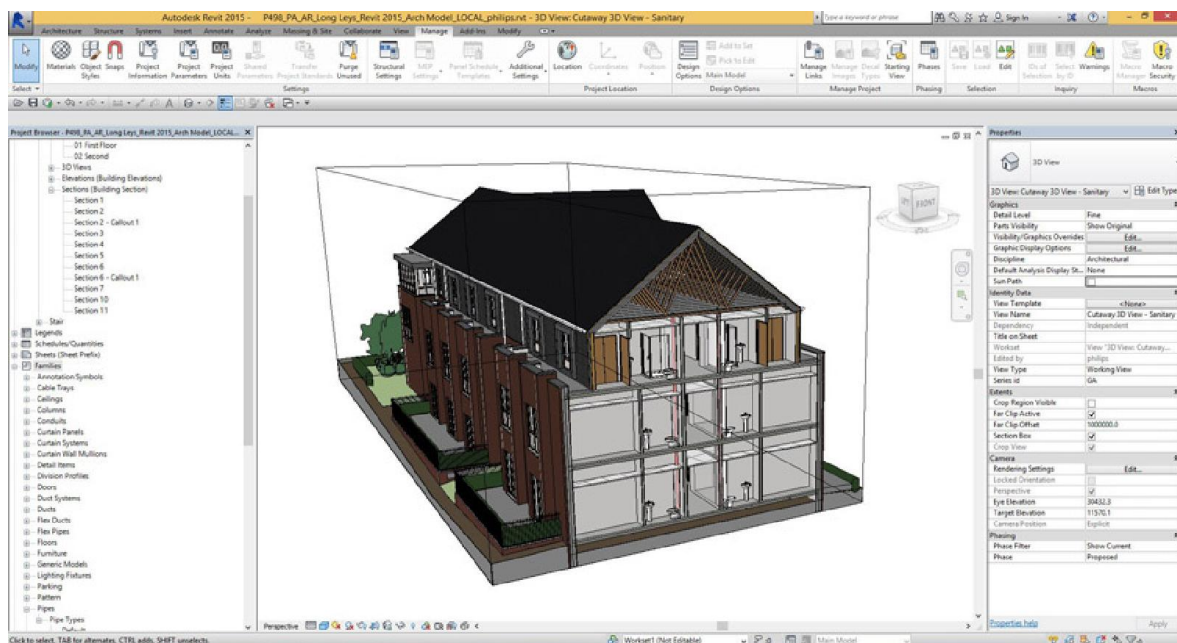 Autodesk Revit 2015 - P498_PA_AR_Long Leys_Revit 2015_Arch Model_LOCAL_philips.rvt - 3D View: Cutaway 3D View - Sanitary
Type a keyword or phrase
Sign In
Architecture Structure Systems Insert Annotate Analyze Massing & Site Collaborate View Manage Add-Ins Modify
Modify
Materials
Object Styles
Snaps
Project Information
Project Parameters
Project Units
Shared Parameters
Transfer Project Standards
Purge Unused
Structural Settings
MEP Settings
Panel Schedule Templates
Additional Settings
Location
Coordinates
Position
Design Options
Add to Set
Pick to Edit
Main Model
Manage Links
Manage Images
Decal Types
Starting View
Phases
Save
Load
Edit
IDs of Selection
Select by ID
Warnings
Macro Manager
Macro Security
Select
Settings
Project Location
Design Options
Manage Project
Phasing
Selection
Inquiry
Macros
Project Browser - P498_PA_AR_Long Leys_Revit 2015_Arch Model_LOCAL...
01 First Floor
02 Second
3D Views
Elevations (Building Elevations)
Sections (Building Section)
Section 1
Section 2
Section 2 - Callout 1
Section 3
Section 4
Section 5
Section 6
Section 6 - Callout 1
Section 7
Section 10
Section 11
Stair
Legends
Schedules/Quantities
Sheets (Sheet Prefix)
Families
Annotation Symbols
Cable Trays
Ceilings
Columns
Conduits
Curtain Panels
Curtain Systems
Curtain Wall Mullions
Detail Items
Division Profiles
Doors
Duct Systems
Ducts
Flex Ducts
Flex Pipes
Floors
Furniture
Generic Models
Lighting Fixtures
Parking
Pattern
Pipes
Pipe Types
Default
FRONT
Perspective
Properties
3D View
3D View: Cutaway 3D View - Sanitary
Edit Type
Graphics
Detail Level Fine
Parts Visibility Show Original
Visibility/Graphics Overrides Edit...
Graphic Display Options Edit...
Discipline Architectural
Default Analysis Display St... None
Sun Path
Identity Data
View Template <None>
View Name Cutaway 3D View - Sanitary
Dependency Independent
Title on Sheet
Workset View "3D View: Cutaway...
Edited by philips
View Type Working View
Series id GA
Extents
Crop Region Visible
Far Clip Active
Far Clip Offset 1000000.0
Section Box
Crop View
Camera
Rendering Settings Edit...
Locked Orientation
Perspective
Eye Elevation 30432.3
Target Elevation 11570.1
Camera Position Explicit
Phasing
Phase Filter Show Current
Phase Proposed
Properties help
Apply
Click to select, TAB for alternates, CTRL adds, SHIFT unselects.
Workset1 (Not Editable)
Main Model